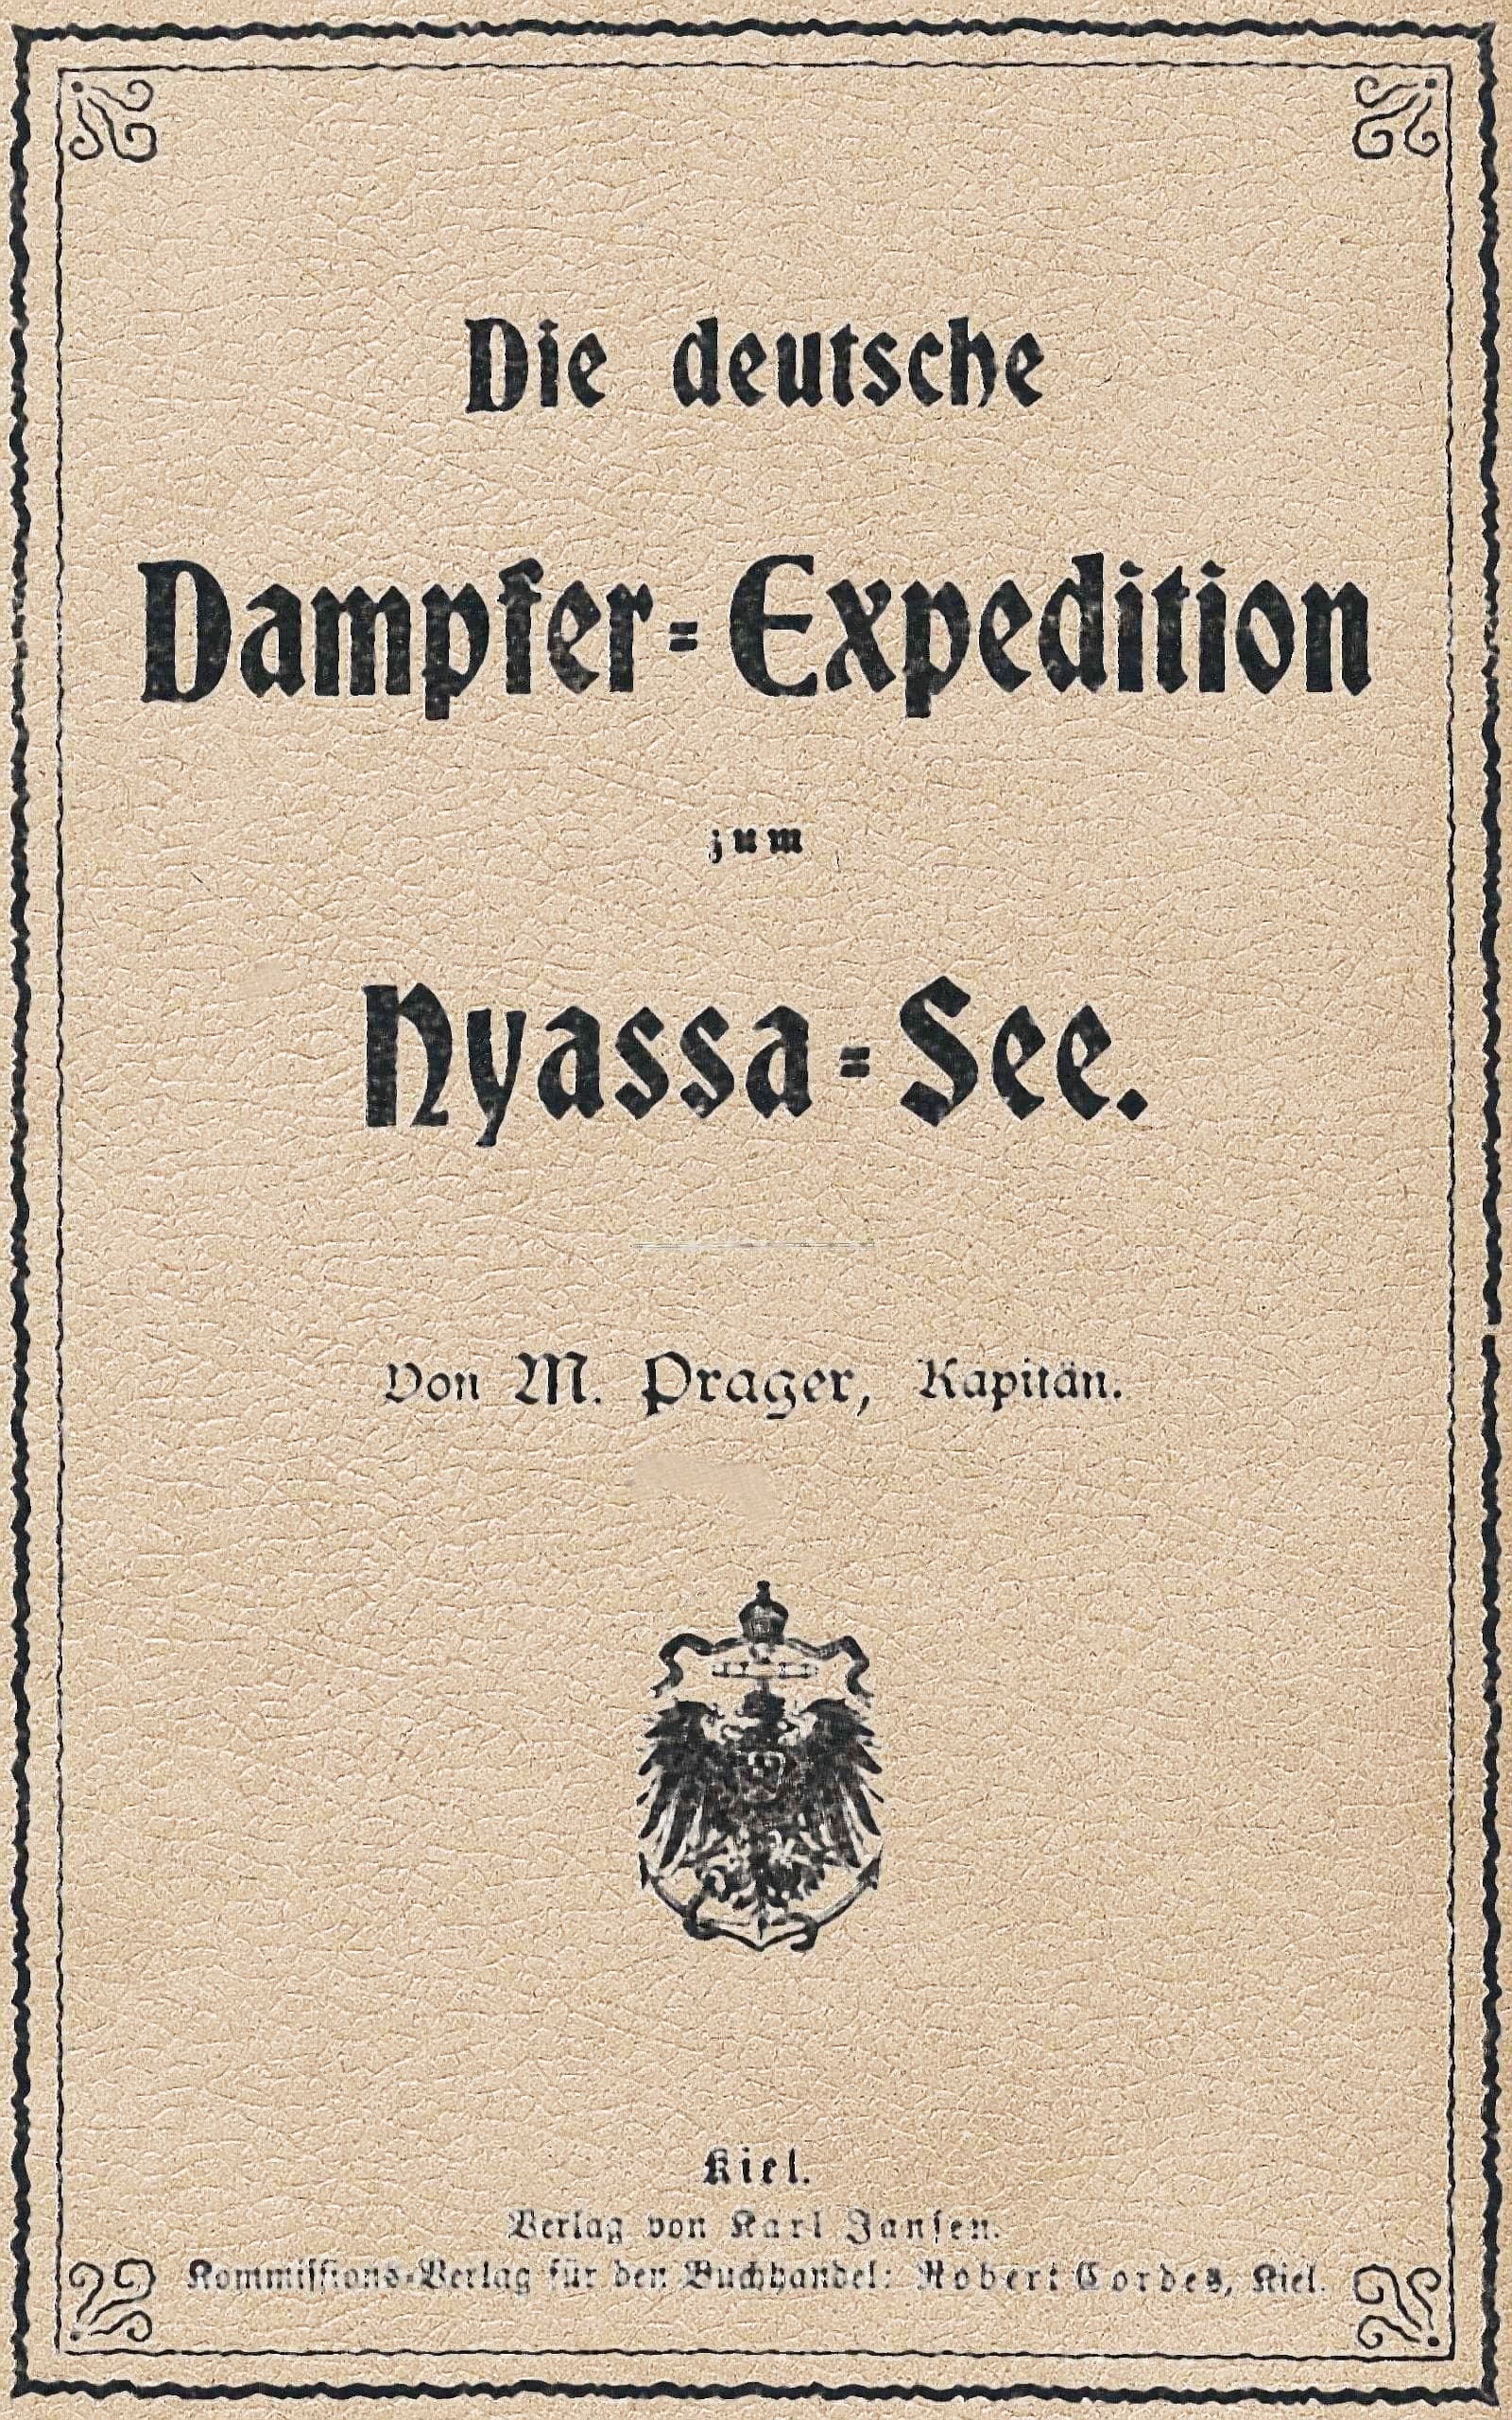 Die deutsche
Dampfer=Expedition
zum
Nyassa=See.
Von M. Prager, Kapitän.
Kiel.
Verlag von Karl Jansen.
Kommissions-Verlag für den Buchhandel: Robert Cordes, Kiel.